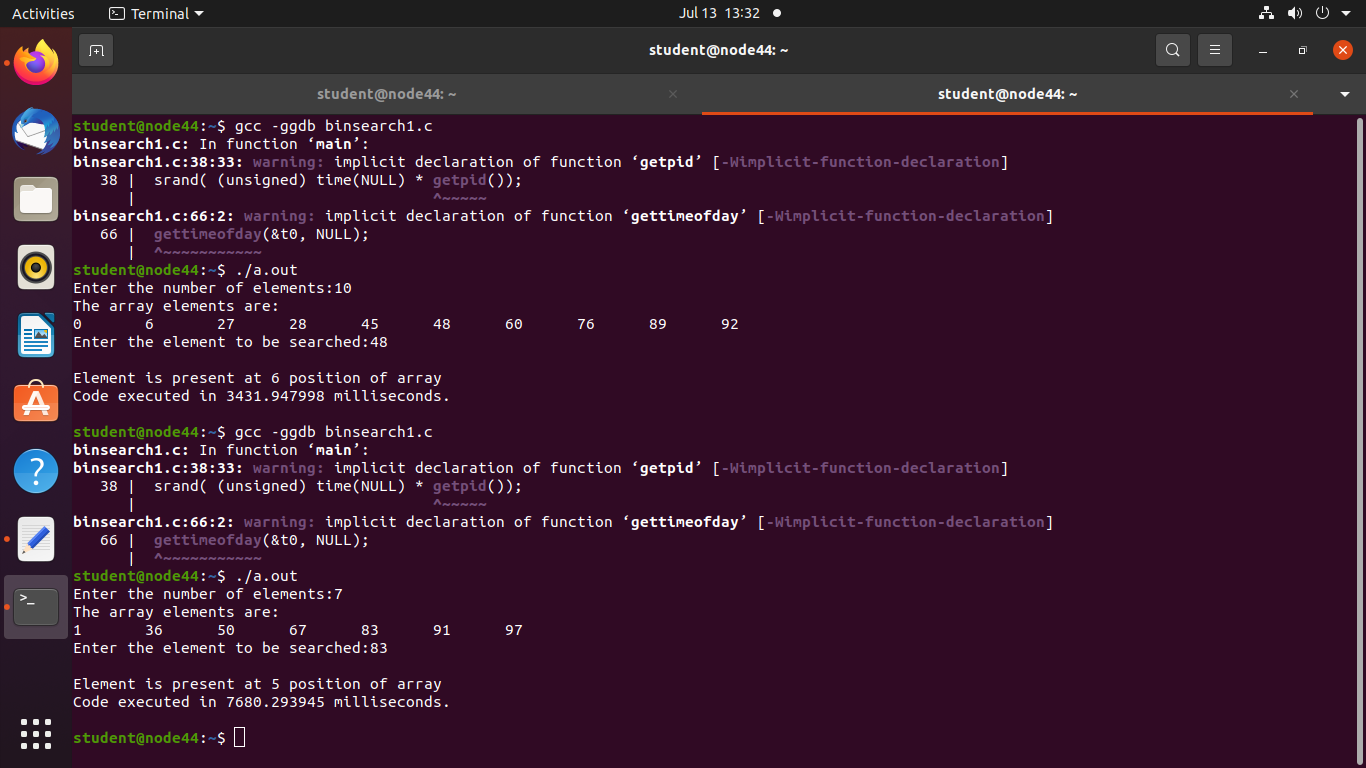 Activities Terminal Jul 13 13:32
student@node44: ~
student@node44: ~ student@node44: ~
student@node44:~$ gcc -ggdb binsearch1.c
binsearch1.c: In function ‘main’:
binsearch1.c:38:33: warning: implicit declaration of function ‘getpid’ [-Wimplicit-function-declaration]
   38 |  srand( (unsigned) time(NULL) * getpid());
      |                                 ^~~~~~
binsearch1.c:66:2: warning: implicit declaration of function ‘gettimeofday’ [-Wimplicit-function-declaration]
   66 |  gettimeofday(&t0, NULL);
      |  ^~~~~~~~~~~~
student@node44:~$ ./a.out
Enter the number of elements:10
The array elements are:
0       6       27      28      45      48      60      76      89      92
Enter the element to be searched:48
Element is present at 6 position of array
Code executed in 3431.947998 milliseconds.
student@node44:~$ gcc -ggdb binsearch1.c
binsearch1.c: In function ‘main’:
binsearch1.c:38:33: warning: implicit declaration of function ‘getpid’ [-Wimplicit-function-declaration]
   38 |  srand( (unsigned) time(NULL) * getpid());
      |                                 ^~~~~~
binsearch1.c:66:2: warning: implicit declaration of function ‘gettimeofday’ [-Wimplicit-function-declaration]
   66 |  gettimeofday(&t0, NULL);
      |  ^~~~~~~~~~~~
student@node44:~$ ./a.out
Enter the number of elements:7
The array elements are:
1       36      50      67      83      91      97
Enter the element to be searched:83
Element is present at 5 position of array
Code executed in 7680.293945 milliseconds.
student@node44:~$